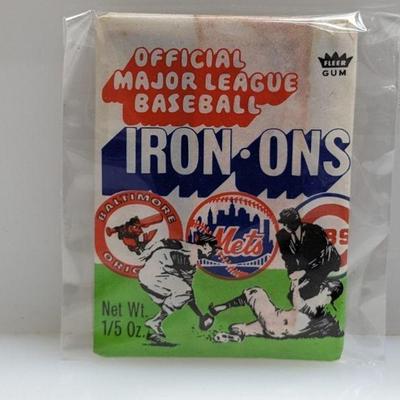 OFFICIAL
MAJOR LEAGUE
BASEBALL
FLEER
GUM
IRON-ONS
BALTIMORE
ORIO
Mets
BS
Net Wt.
1/5 Oz.